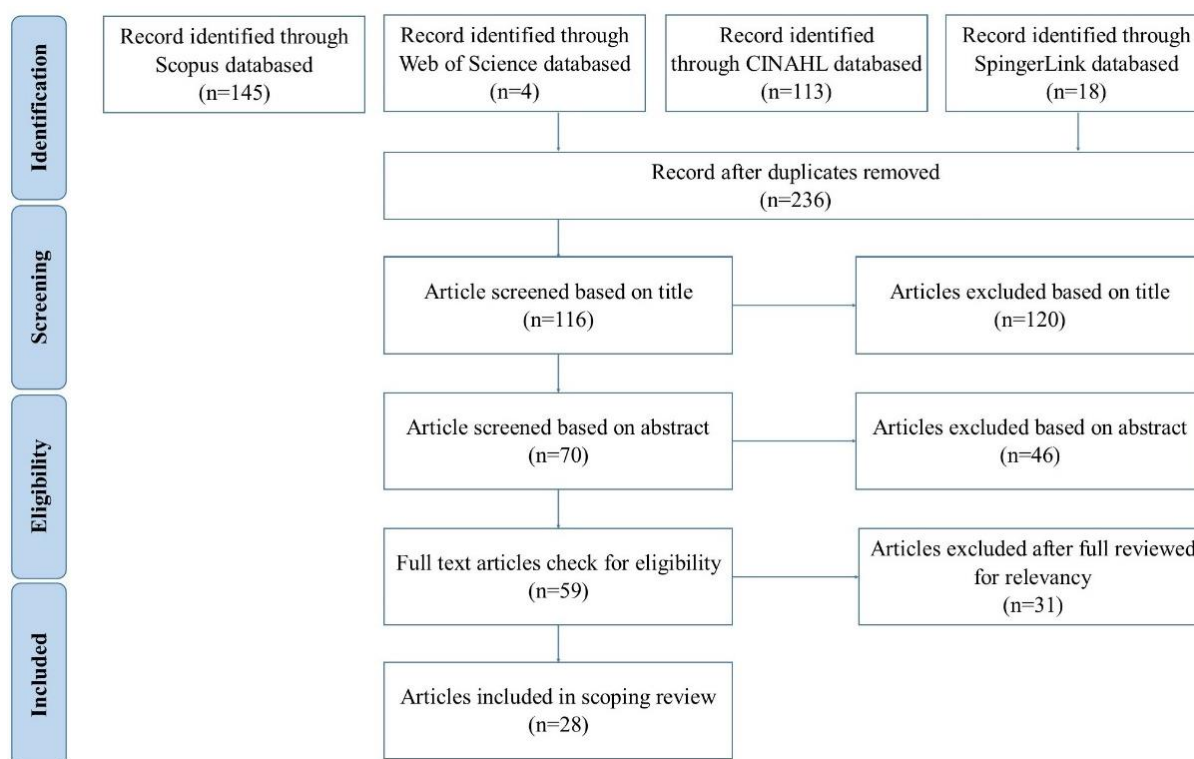 Identification
Record identified through
Scopus databased
(n=145)
Record identified through
Web of Science databased
(n=4)
Record identified
through CINAHL databased
(n=113)
Record identified through
SpingerLink databased
(n=18)
Record after duplicates removed
(n=236)
Screening
Article screened based on title
(n=116)
Articles excluded based on title
(n=120)
Eligibility
Article screened based on abstract
(n=70)
Articles excluded based on abstract
(n=46)
Full text articles check for eligibility
(n=59)
Articles excluded after full reviewed
for relevancy
(n=31)
Included
Articles included in scoping review
(n=28)